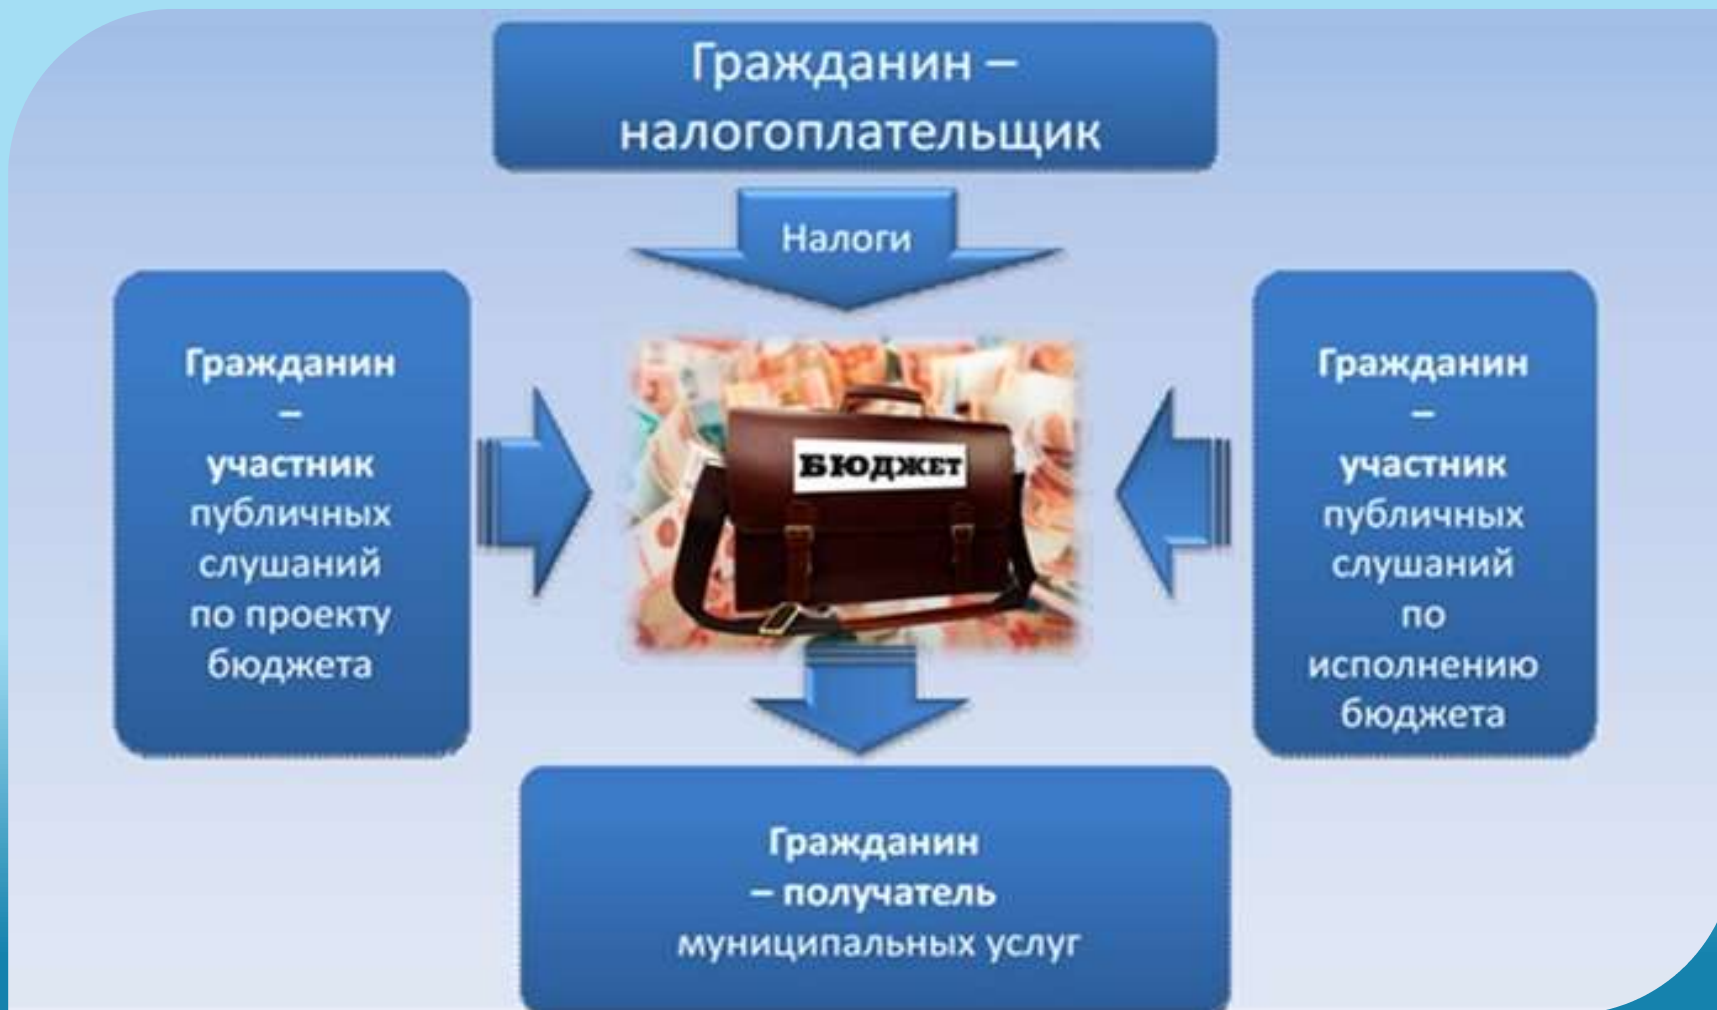 Гражданин –
налогоплательщик
Налоги
Гражданин
–
участник
публичных
слушаний
по проекту
бюджета
БЮДЖЕТ
Гражданин
–
участник
публичных
слушаний
по
исполнению
бюджета
Гражданин
– получатель
муниципальных услуг